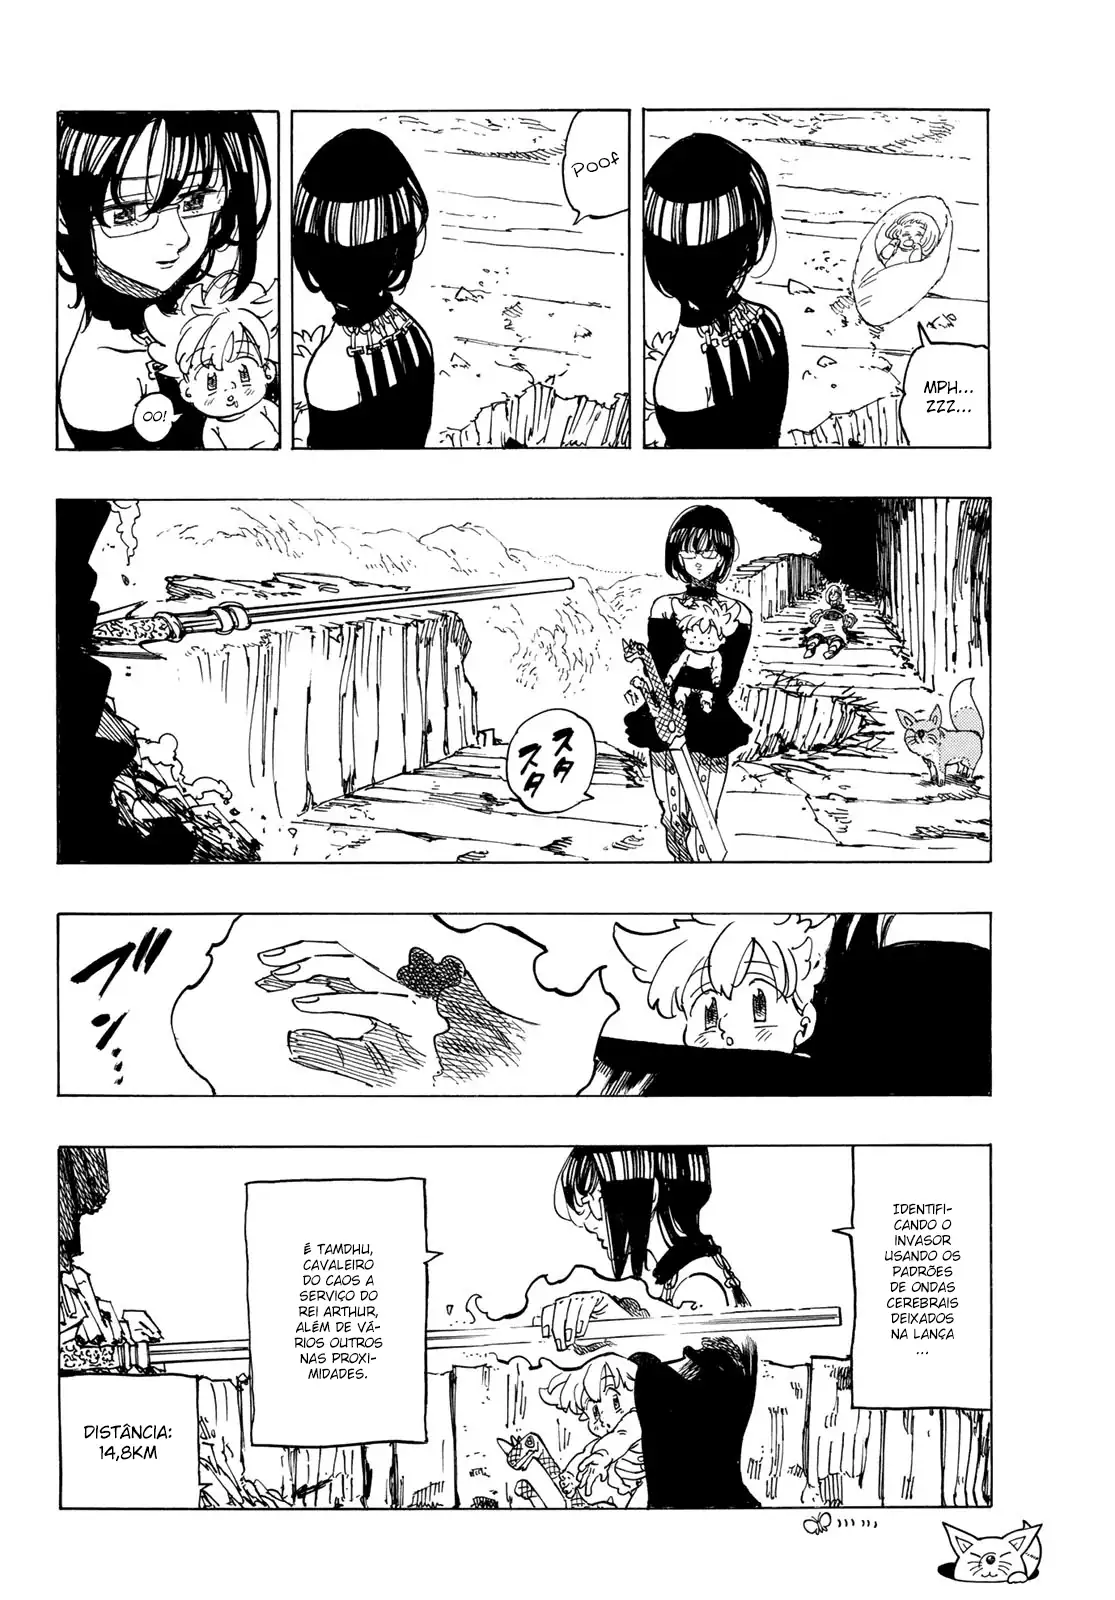 MPH...
ZZZ...
POOF
OO!
スタ
スタ
ブン
IDENTIFI-
CANDO O
INVASOR
USANDO OS
PADRÕES
DE ONDAS
CEREBRAIS
DEIXADOS
NA LANÇA
...
É TAMDHU,
CAVALEIRO
DO CAOS A
SERVIÇO DO
REI ARTHUR,
ALÉM DE VÁ-
RIOS OUTROS
NAS PROXI-
MIDADES.
DISTÂNCIA:
14,8KM